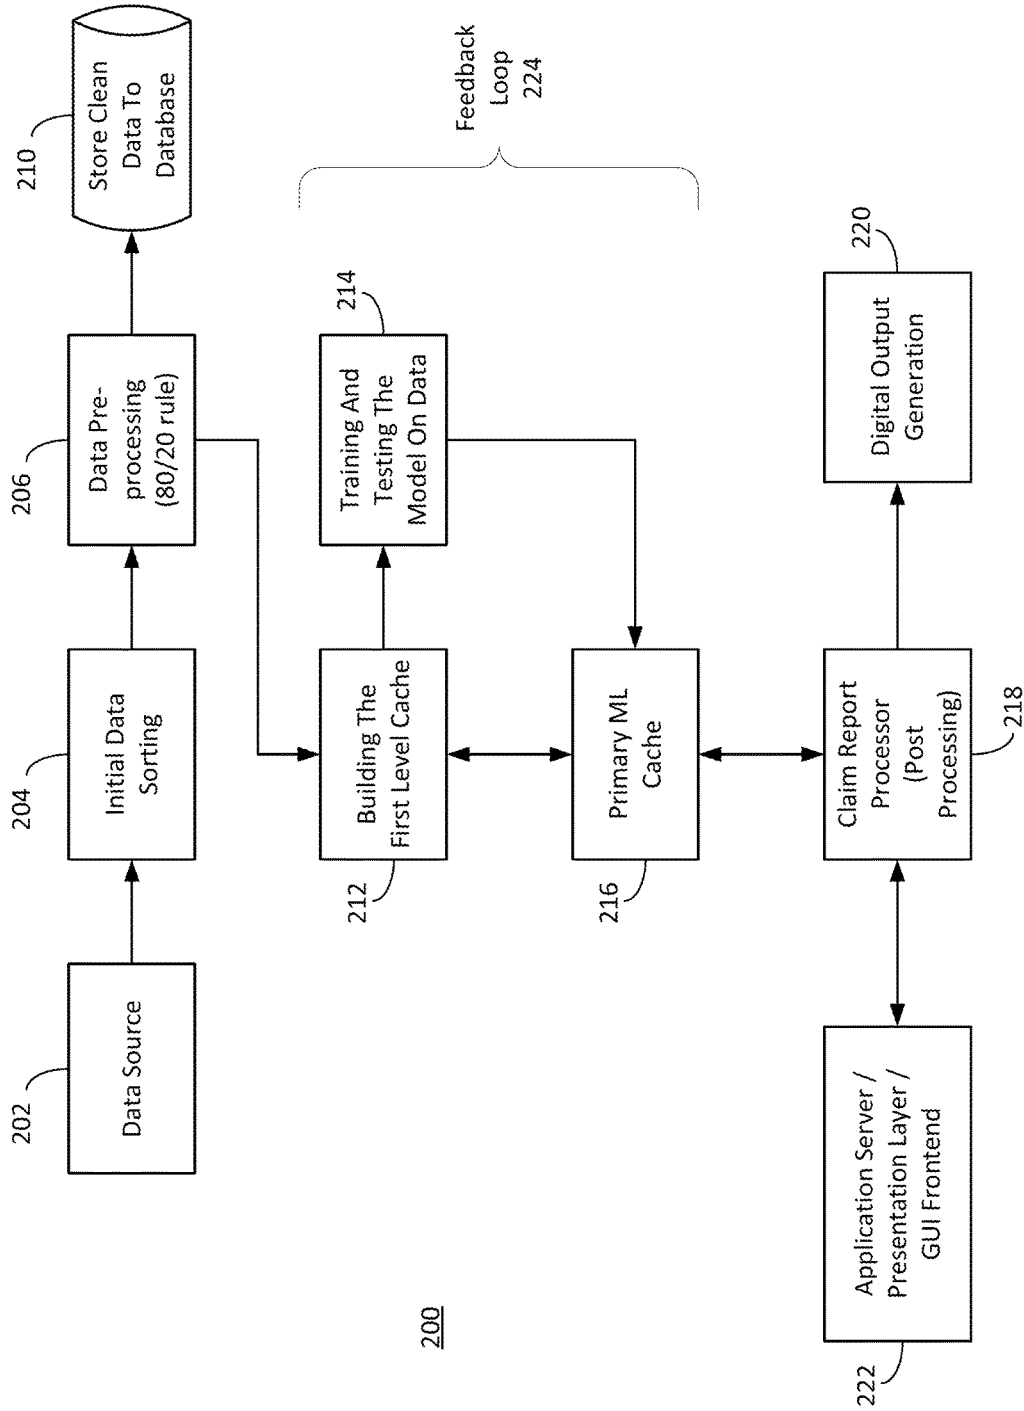 202
Data Source
204
Initial Data
Sorting
206
Data Pre-
processing
(80/20 rule)
210
Store Clean
Data To
Database
212
Building The
First Level Cache
214
Training And
Testing The
Model On Data
Feedback
Loop
224
216
Primary ML
Cache
200
222
Application Server /
Presentation Layer /
GUI Frontend
Claim Report
Processor
(Post
Processing)
218
220
Digital Output
Generation